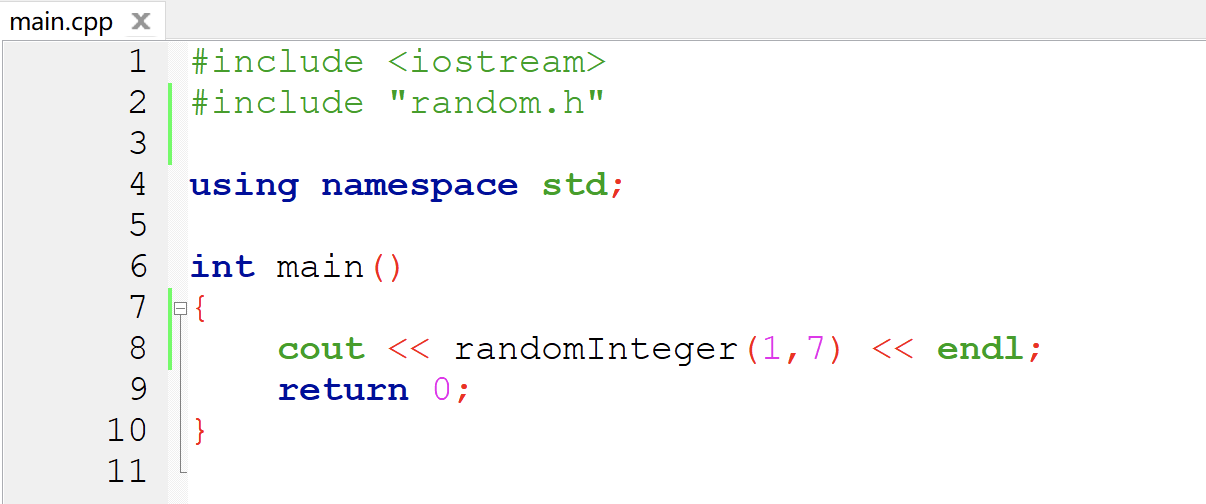 main.cpp X
1 #include <iostream>
2 #include "random.h"
3
4 using namespace std;
5
6 int main()
7 {
8     cout << randomInteger(1,7) << endl;
9     return 0;
10 }
11